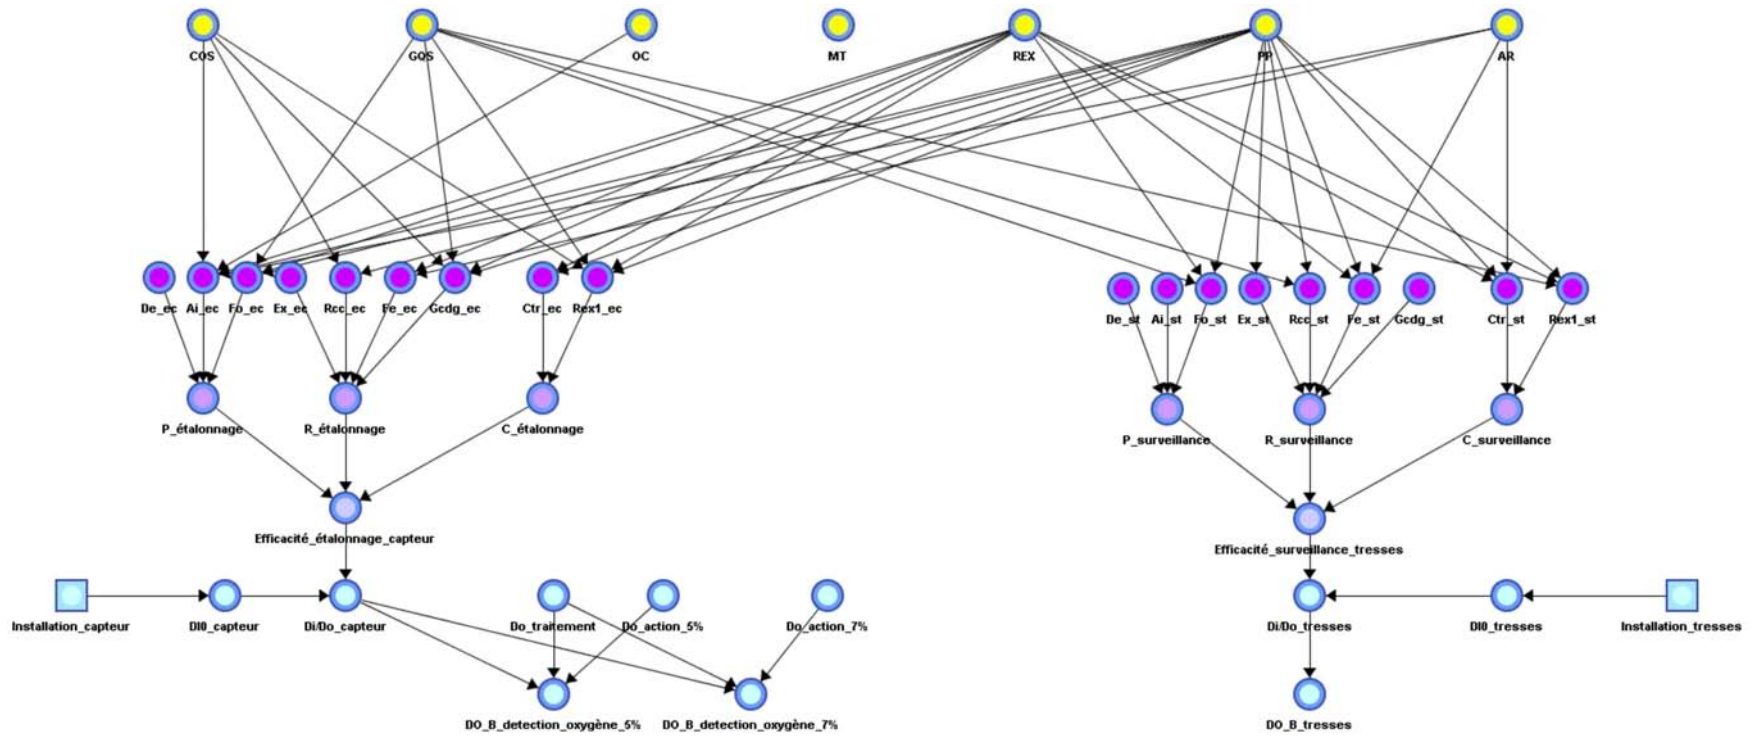 COS GQS OC MT REX PP AR
De_ec Ai_ec Fo_ec Ex_ec Rcc_ec Fe_ec Gcdg_ec Ctr_ec Rex1_ec
De_st Ai_st Fo_st Ex_st Rcc_st Fe_st Gcdg_st Ctr_st Rex1_st
P_étalonnage R_étalonnage C_étalonnage
P_surveillance R_surveillance C_surveillance
Efficacité_étalonnage_capteur
Efficacité_surveillance_tresses
Installation_capteur DI0_capteur Di/Do_capteur Do_traitement Do_action_5% Do_action_7%
Di/Do_tresses DI0_tresses Installation_tresses
DO_B_detection_oxygène_5% DO_B_detection_oxygène_7% DO_B_tresses